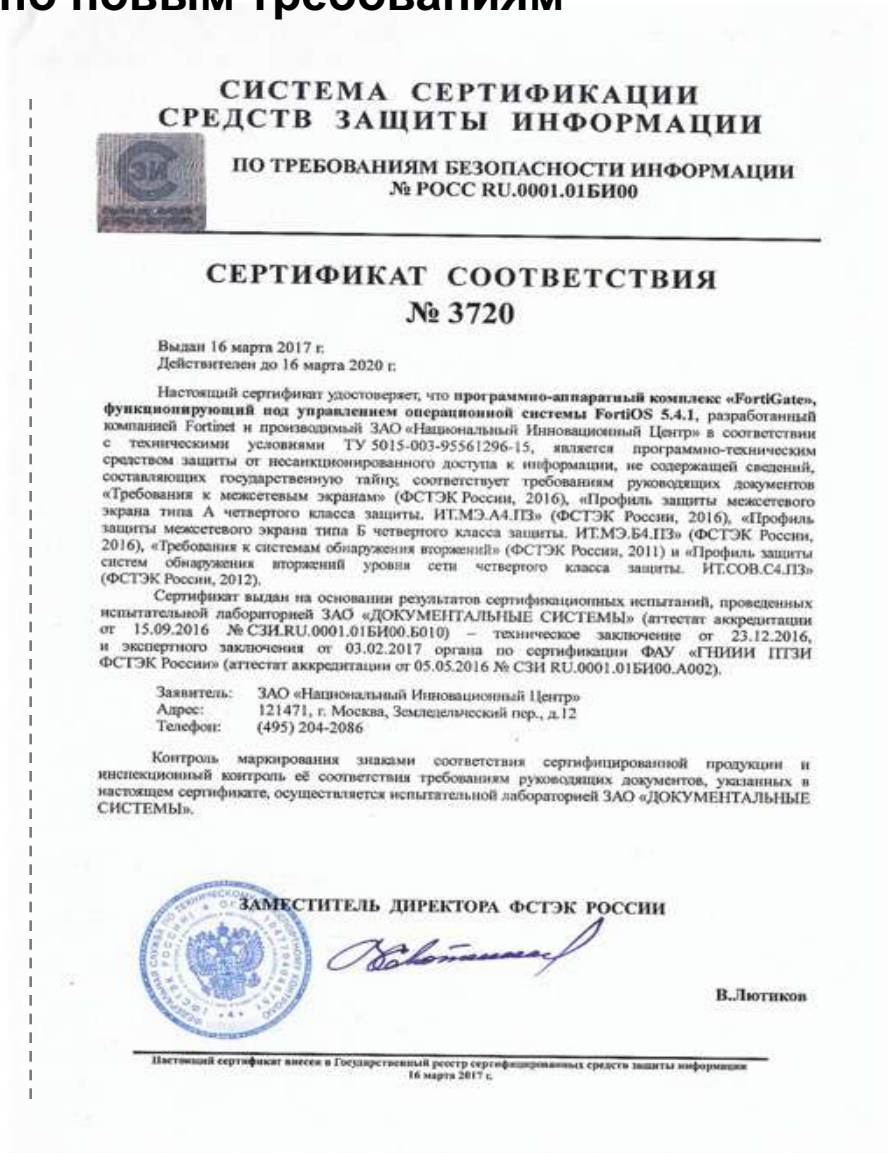 по новым требованиям
СИСТЕМА СЕРТИФИКАЦИИ
СРЕДСТВ ЗАЩИТЫ ИНФОРМАЦИИ
ЗИ
ПО ТРЕБОВАНИЯМ БЕЗОПАСНОСТИ ИНФОРМАЦИИ
№ РОСС RU.0001.01БИ00
СЕРТИФИКАТ СООТВЕТСТВИЯ
№ 3720
Выдан 16 марта 2017 г.
Действителен до 16 марта 2020 г.
Настоящий сертификат удостоверяет, что программно-аппаратный комплекс «FortiGate»,
функционирующий под управлением операционной системы FortiOS 5.4.1, разработанный
компанией Fortinet и производимый ЗАО «Национальный Инновационный Центр» в соответствии
с техническими условиями ТУ 5015-003-95561296-15, является программно-техническим
средством защиты от несанкционированного доступа к информации, не содержащей сведений,
составляющих государственную тайну, соответствует требованиям руководящих документов
«Требования к межсетевым экранам» (ФСТЭК России, 2016), «Профиль защиты межсетевого
экрана типа А четвертого класса защиты. ИТ.МЭ.А4.ПЗ» (ФСТЭК России, 2016), «Профиль
защиты межсетевого экрана типа Б четвертого класса защиты. ИТ.МЭ.Б4.ПЗ» (ФСТЭК России,
2016), «Требования к системам обнаружения вторжений» (ФСТЭК России, 2011) и «Профиль защиты
систем обнаружения вторжений уровня сети четвертого класса защиты. ИТ.СОВ.С4.ПЗ»
(ФСТЭК России, 2012).
Сертификат выдан на основании результатов сертификационных испытаний, проведенных
испытательной лабораторией ЗАО «ДОКУМЕНТАЛЬНЫЕ СИСТЕМЫ» (аттестат аккредитации
от 15.09.2016 № СЗИ.RU.0001.01БИ00.Б010) – техническое заключение от 23.12.2016,
и экспертного заключения от 03.02.2017 органа по сертификации ФАУ «ГНИИИ ПТЗИ
ФСТЭК России» (аттестат аккредитации от 05.05.2016 № СЗИ RU.0001.01БИ00.А002).
Заявитель: ЗАО «Национальный Инновационный Центр»
Адрес: 121471, г. Москва, Земледельческий пер., д.12
Телефон: (495) 204-2086
Контроль маркирования знаками соответствия сертифицированной продукции и
инспекционный контроль её соответствия требованиям руководящих документов, указанных в
настоящем сертификате, осуществляется испытательной лабораторией ЗАО «ДОКУМЕНТАЛЬНЫЕ
СИСТЕМЫ».
ЗАМЕСТИТЕЛЬ ДИРЕКТОРА ФСТЭК РОССИИ
В.Лютиков
Настоящий сертификат внесен в Государственный реестр сертифицированных средств защиты информации
16 марта 2017 г.